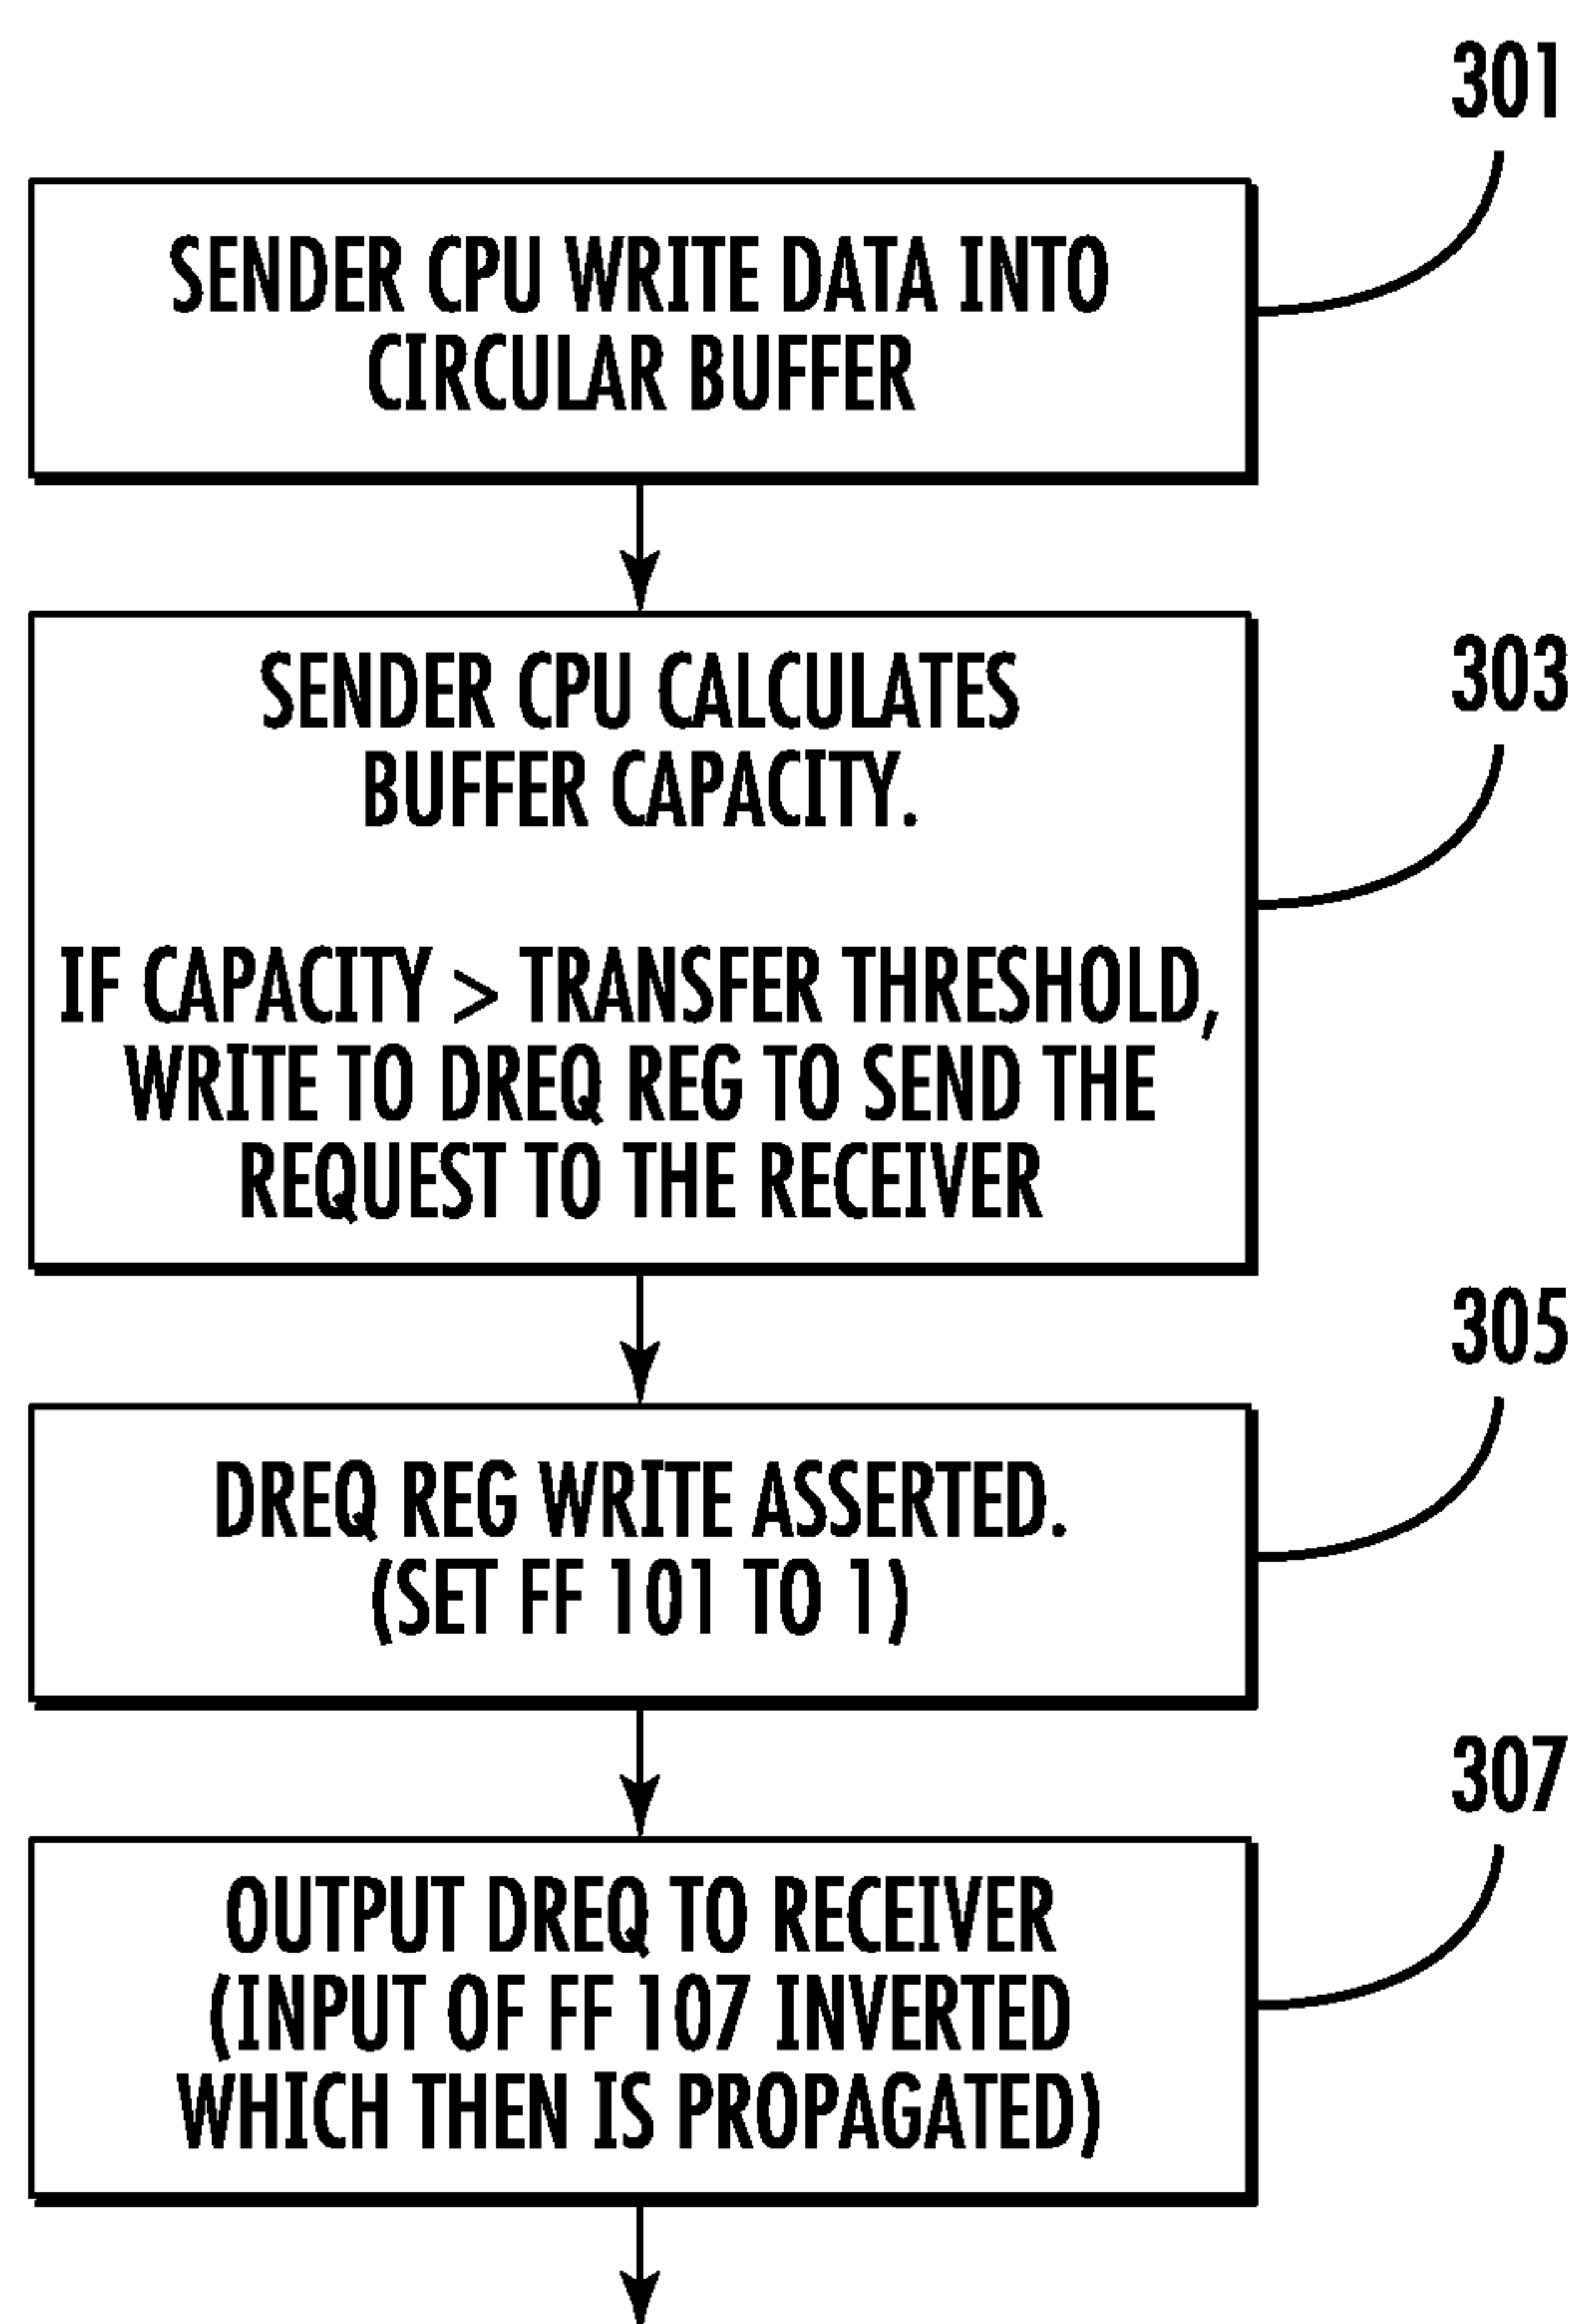 301
SENDER CPU WRITE DATA INTO
CIRCULAR BUFFER
303
SENDER CPU CALCULATES
BUFFER CAPACITY.
IF CAPACITY > TRANSFER THRESHOLD,
WRITE TO DREQ REG TO SEND THE
REQUEST TO THE RECEIVER
305
DREQ REG WRITE ASSERTED.
(SET FF 101 TO 1)
307
OUTPUT DREQ TO RECEIVER
(INPUT OF FF 107 INVERTED
WHICH THEN IS PROPAGATED)